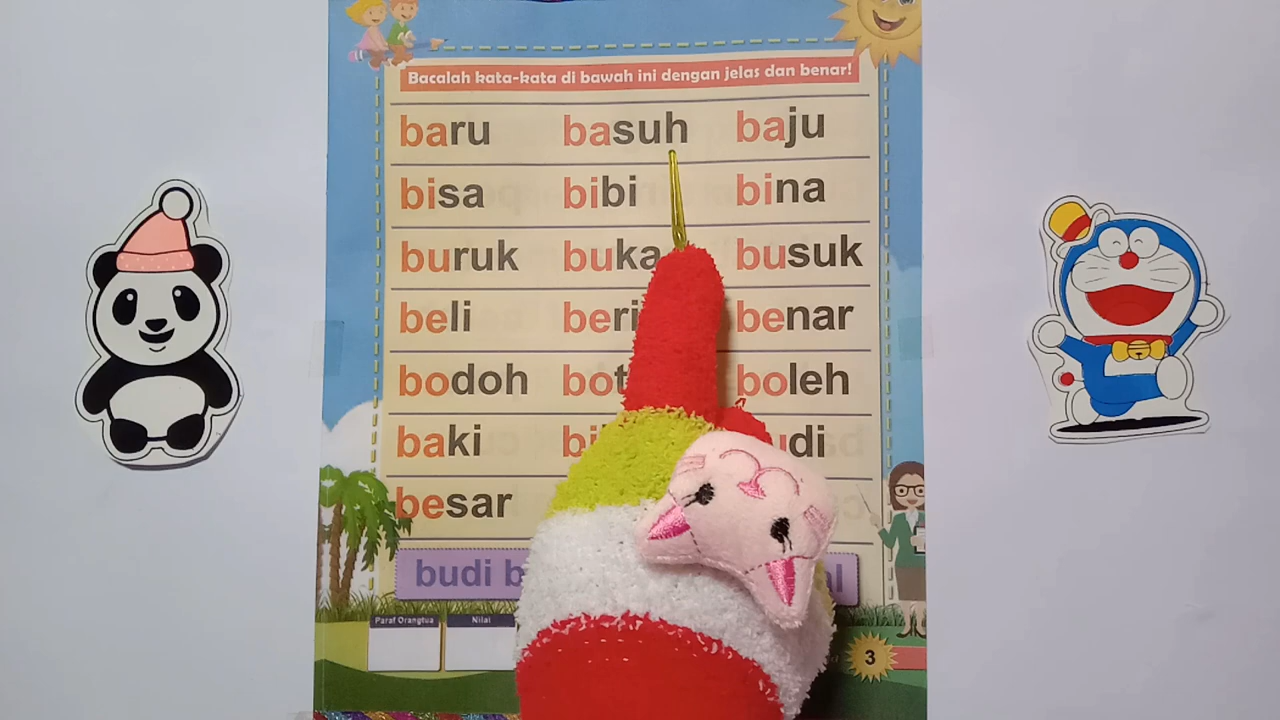 Bacalah kata-kata di bawah ini dengan jelas dan benar!
baru basuh baju
bisa bibi bina
buruk buka busuk
beli benar
bodoh boleh
baki
besar
budi
Paraf Orangtua Nilai
3